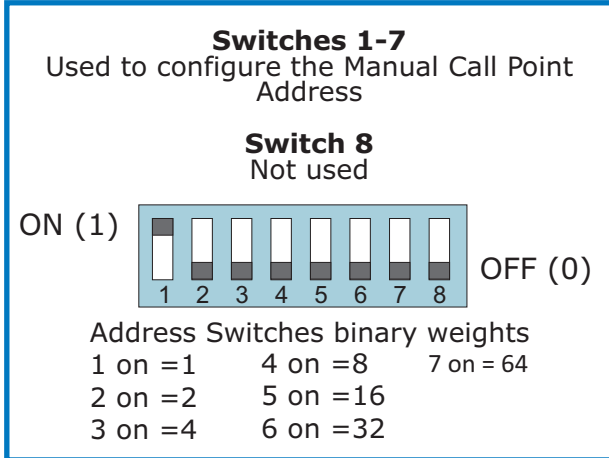 Switches 1-7
Used to configure the Manual Call Point
Address
Switch 8
Not used
ON (1)
OFF (0)
1 2 3 4 5 6 7 8
Address Switches binary weights
1 on =1 4 on =8 7 on = 64
2 on =2 5 on =16
3 on =4 6 on =32